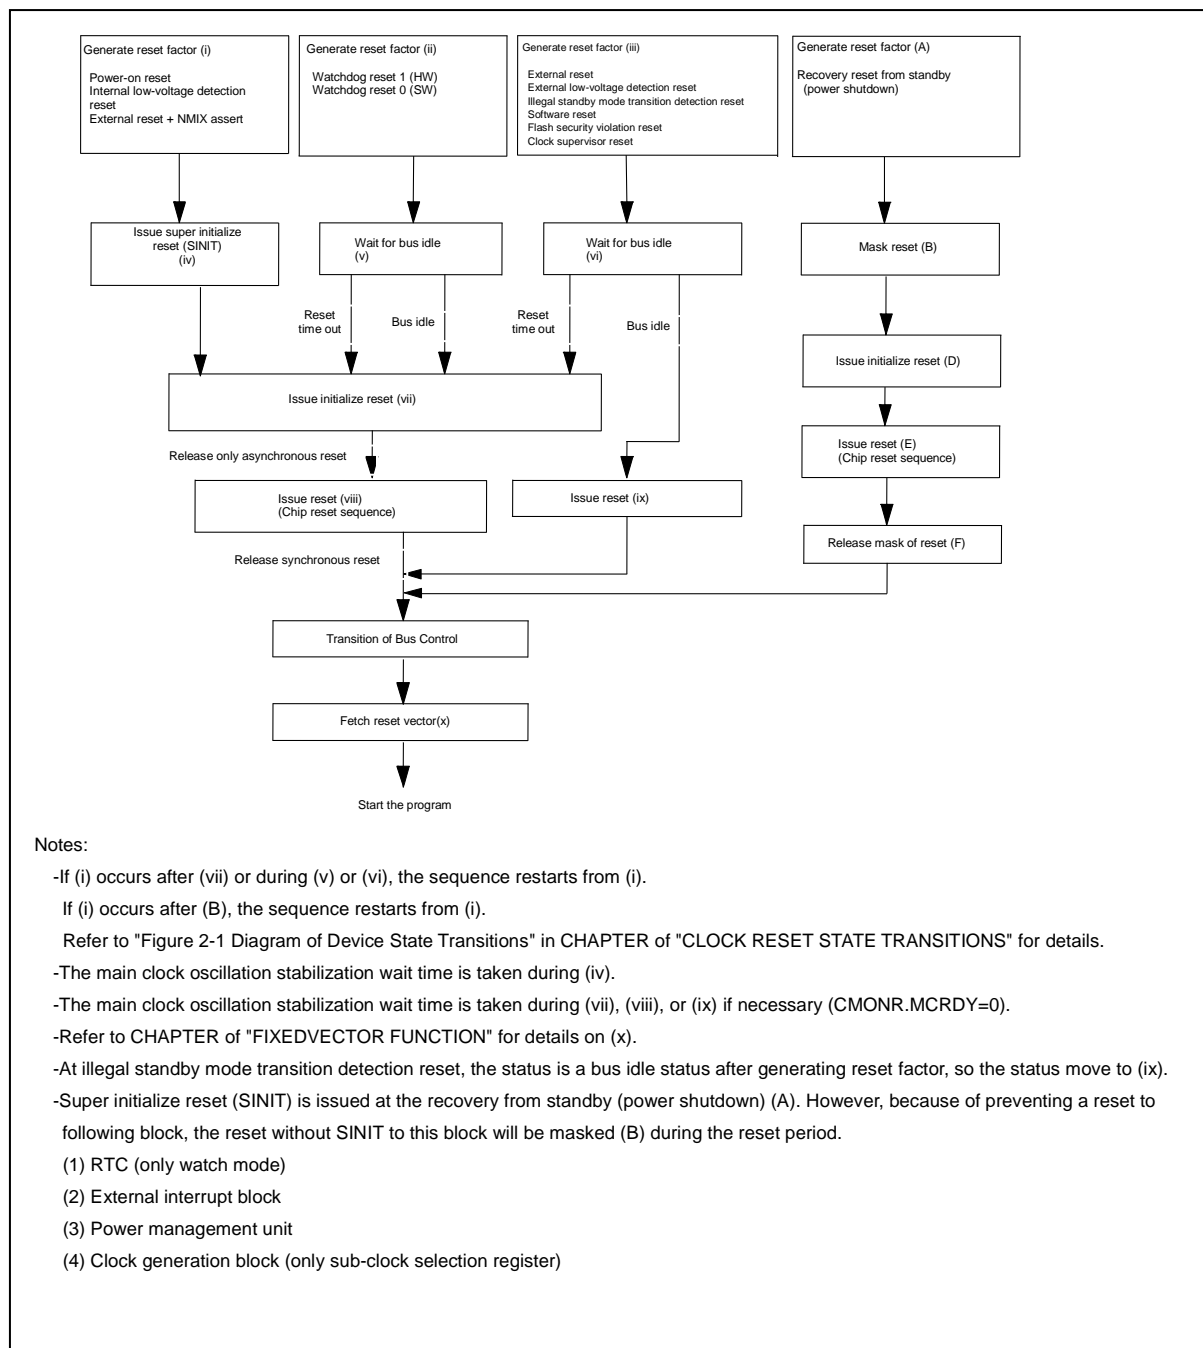 Generate reset factor (i)
Power-on reset
Internal low-voltage detection
reset
External reset + NMIX assert
Generate reset factor (ii)
Watchdog reset 1 (HW)
Watchdog reset 0 (SW)
Generate reset factor (iii)
External reset
External low-voltage detection reset
Illegal standby mode transition detection reset
Software reset
Flash security violation reset
Clock supervisor reset
Generate reset factor (A)
Recovery reset from standby
(power shutdown)
Issue super initialize
reset (SINIT)
(iv)
Wait for bus idle
(v)
Wait for bus idle
(vi)
Mask reset (B)
Reset
time out
Bus idle
Reset
time out
Bus idle
Issue initialize reset (D)
Issue initialize reset (vii)
Issue reset (E)
(Chip reset sequence)
Release only asynchronous reset
Issue reset (viii)
(Chip reset sequence)
Issue reset (ix)
Release mask of reset (F)
Release synchronous reset
Transition of Bus Control
Fetch reset vector(x)
Start the program
Notes:
-If (i) occurs after (vii) or during (v) or (vi), the sequence restarts from (i).
If (i) occurs after (B), the sequence restarts from (i).
Refer to "Figure 2-1 Diagram of Device State Transitions" in CHAPTER of "CLOCK RESET STATE TRANSITIONS" for details.
-The main clock oscillation stabilization wait time is taken during (iv).
-The main clock oscillation stabilization wait time is taken during (vii), (viii), or (ix) if necessary (CMONR.MCRDY=0).
-Refer to CHAPTER of "FIXEDVECTOR FUNCTION" for details on (x).
-At illegal standby mode transition detection reset, the status is a bus idle status after generating reset factor, so the status move to (ix).
-Super initialize reset (SINIT) is issued at the recovery from standby (power shutdown) (A). However, because of preventing a reset to
following block, the reset without SINIT to this block will be masked (B) during the reset period.
(1) RTC (only watch mode)
(2) External interrupt block
(3) Power management unit
(4) Clock generation block (only sub-clock selection register)